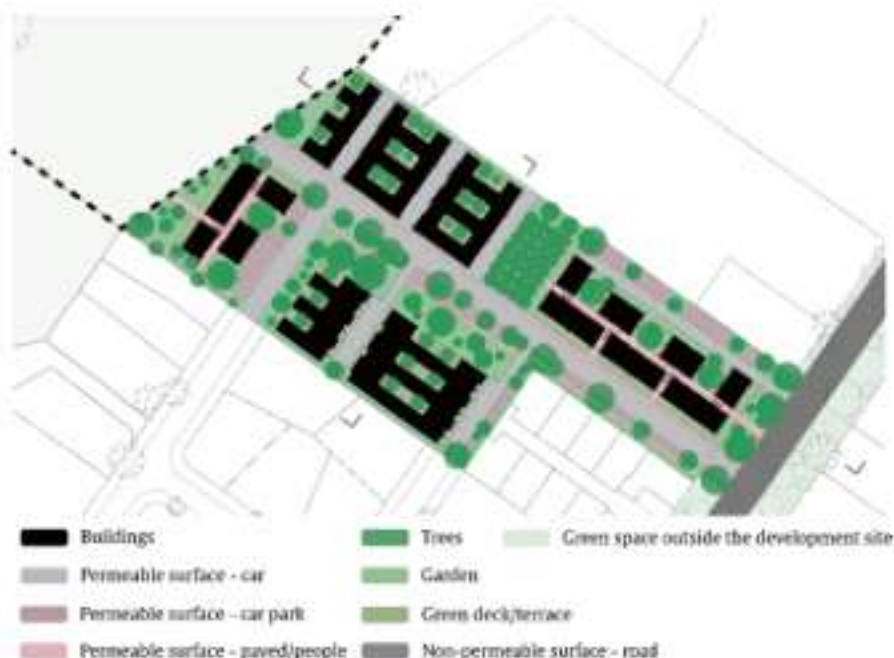 Buildings
Trees
Green space outside the development site
Permeable surface - car
Garden
Permeable surface - car park
Green deck/terrace
Permeable surface - paved/people
Non-permeable surface - road